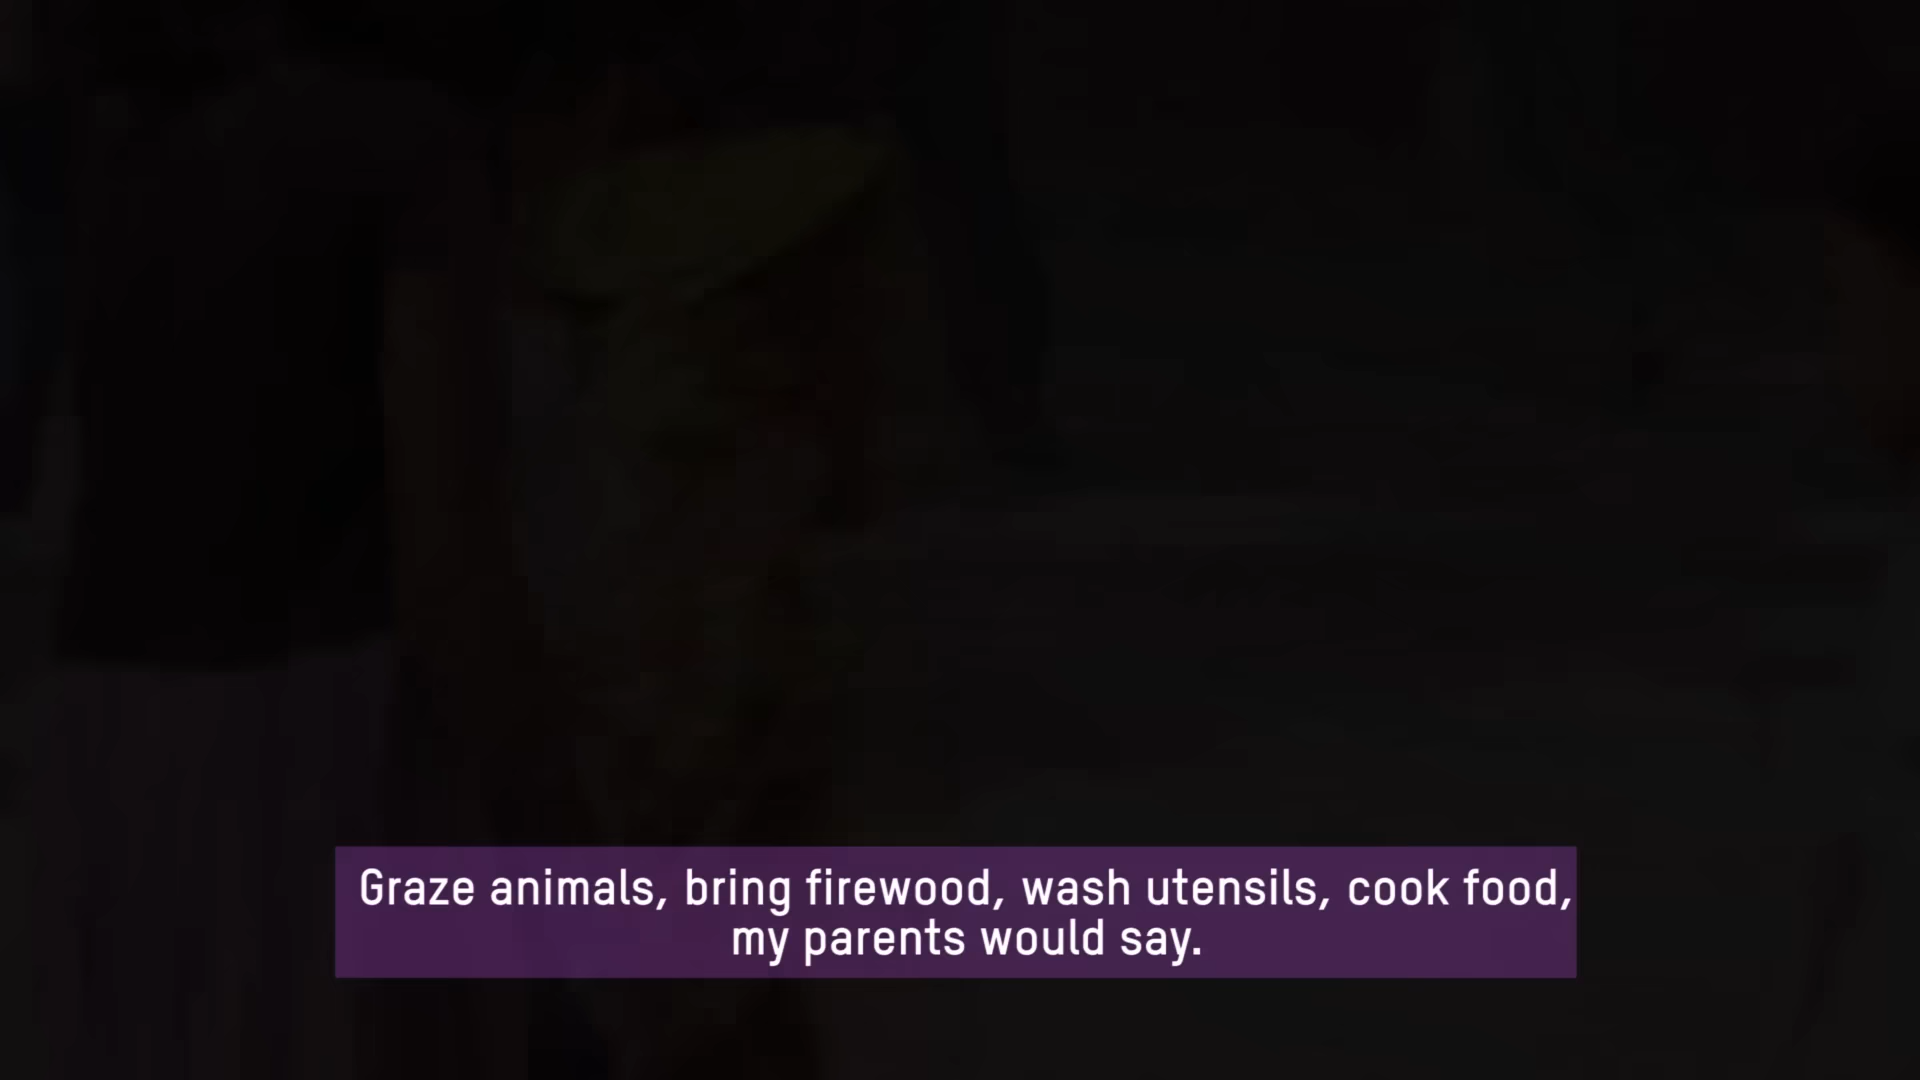 Graze animals, bring firewood, wash utensils, cook food,
my parents would say.